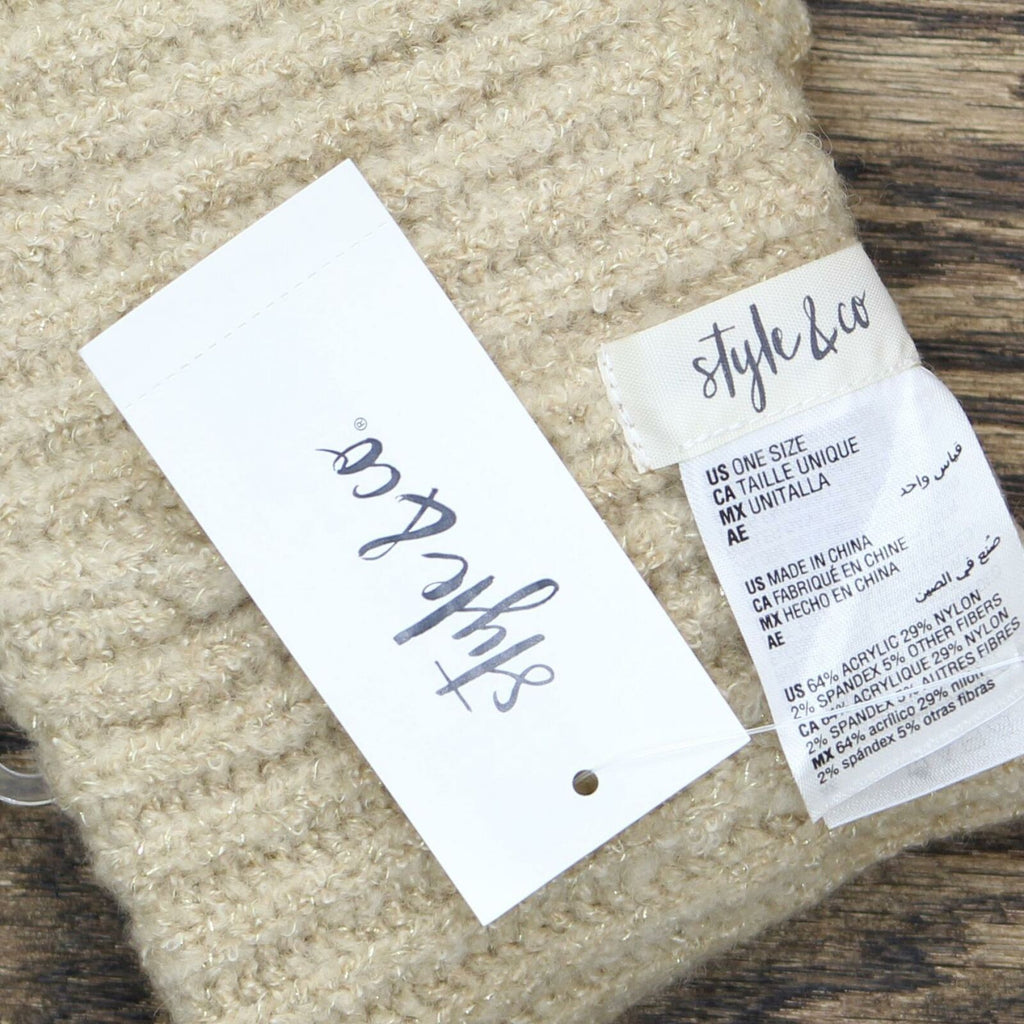 style & co®
style & co
US ONE SIZE
CA TAILLE UNIQUE
MX UNITALLA
AE قياس واحد
US MADE IN CHINA
CA FABRIQUÉ EN CHINE
MX HECHO EN CHINA
AE صنع في الصين
US 64% ACRYLIC 29% NYLON
2% SPANDEX 5% OTHER FIBERS
CA 64% ACRYLIQUE 29% NYLON
2% SPANDEX 5% AUTRES FIBRES
MX 64% acrílico 29% nilón
2% spándex 5% otras fibras